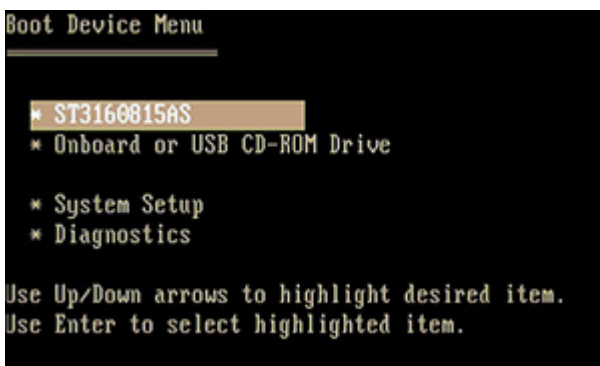 Boot Device Menu
* ST3160815AS
* Onboard or USB CD-ROM Drive
* System Setup
* Diagnostics
Use Up/Down arrows to highlight desired item.
Use Enter to select highlighted item.